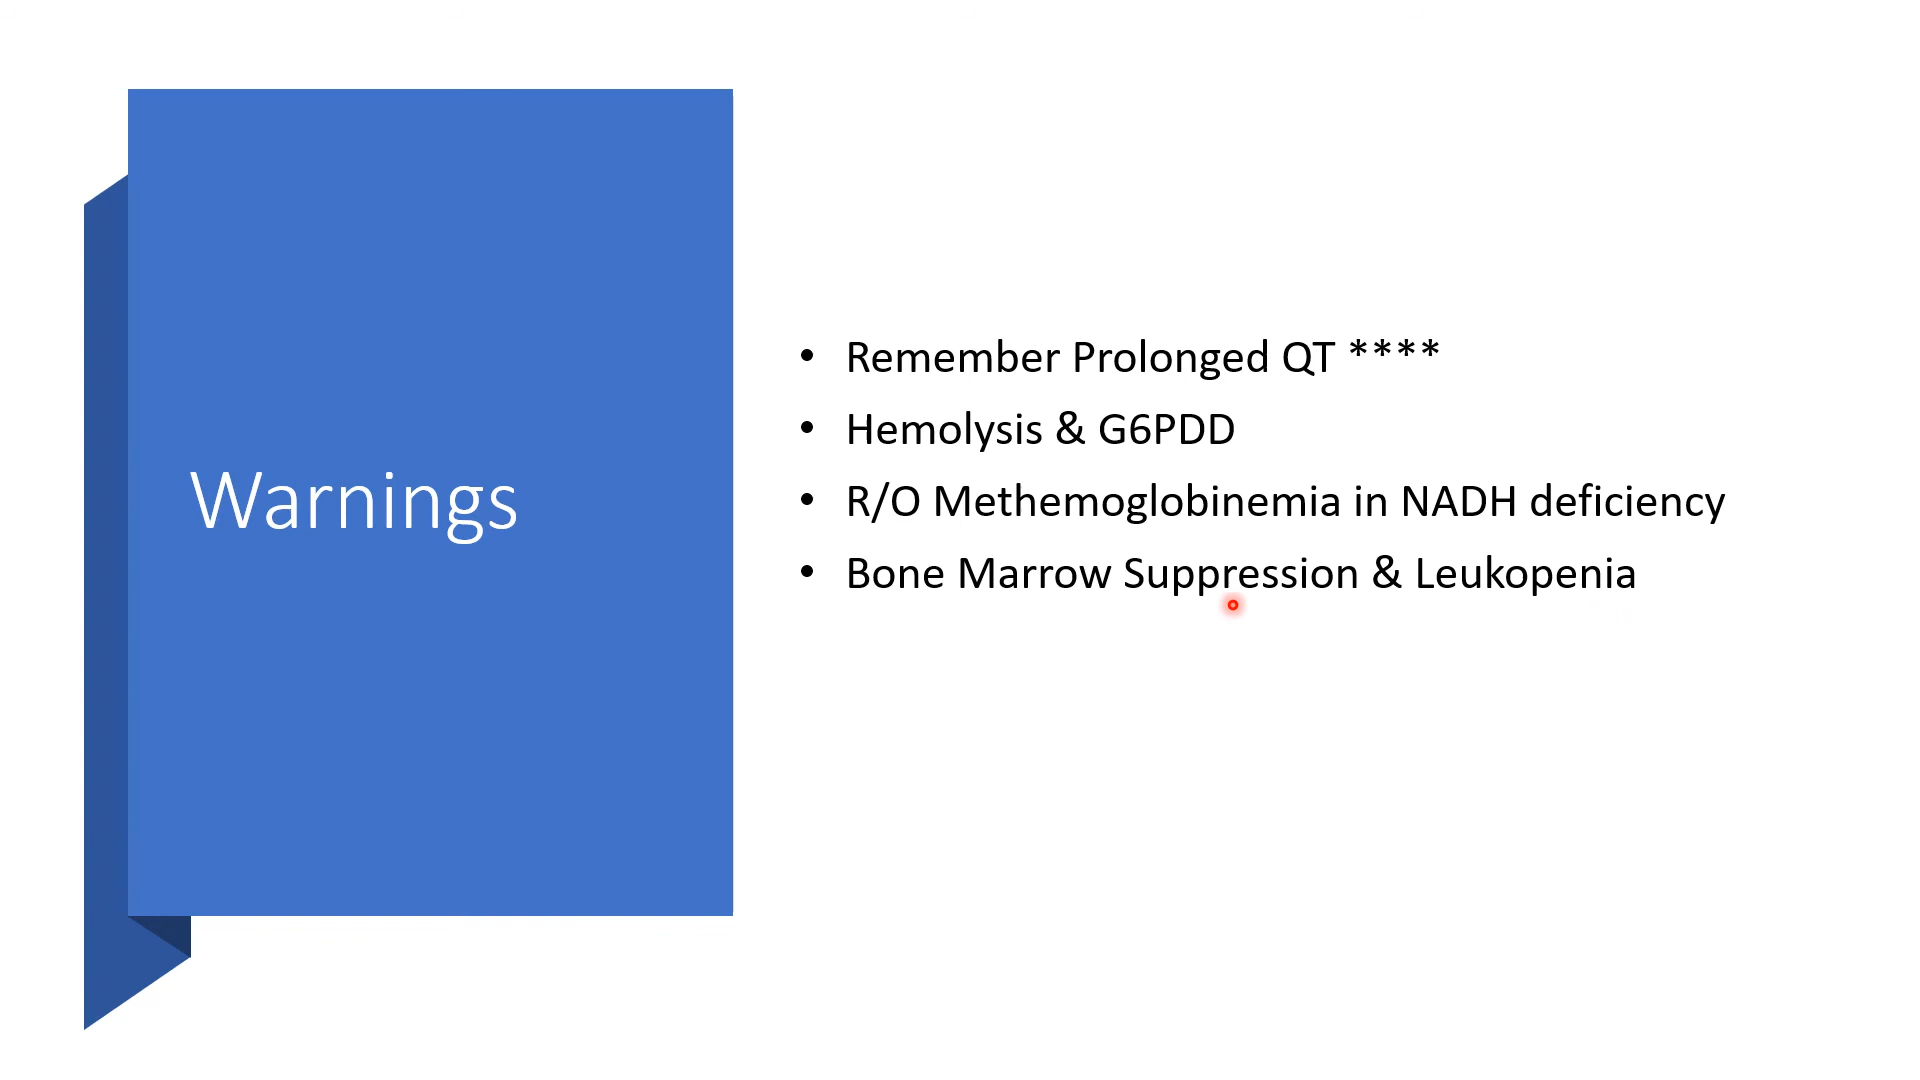 Warnings
• Remember Prolonged QT ****
• Hemolysis & G6PDD
• R/O Methemoglobinemia in NADH deficiency
• Bone Marrow Suppression & Leukopenia